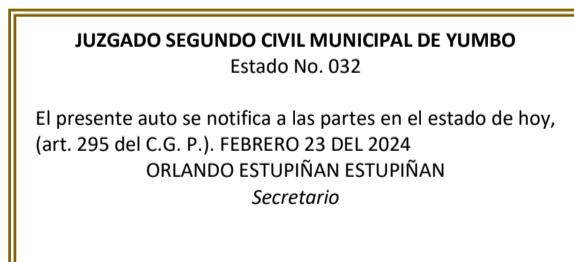 JUZGADO SEGUNDO CIVIL MUNICIPAL DE YUMBO
Estado No. 032
El presente auto se notifica a las partes en el estado de hoy,
(art. 295 del C.G. P.). FEBRERO 23 DEL 2024
ORLANDO ESTUPIÑAN ESTUPIÑAN
Secretario